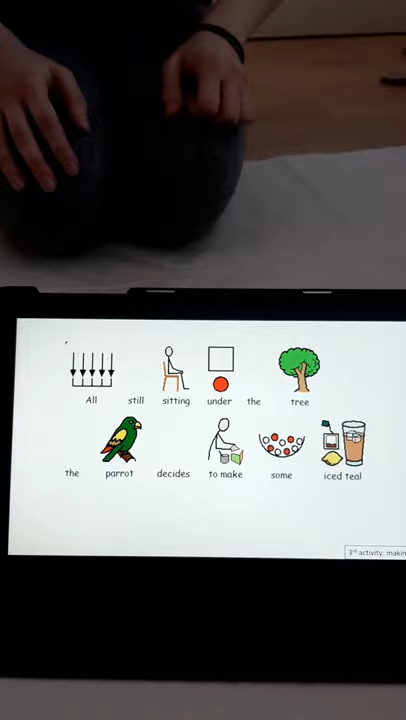 All still sitting under the tree
the parrot decides to make some iced tea!
3rd activity: makin